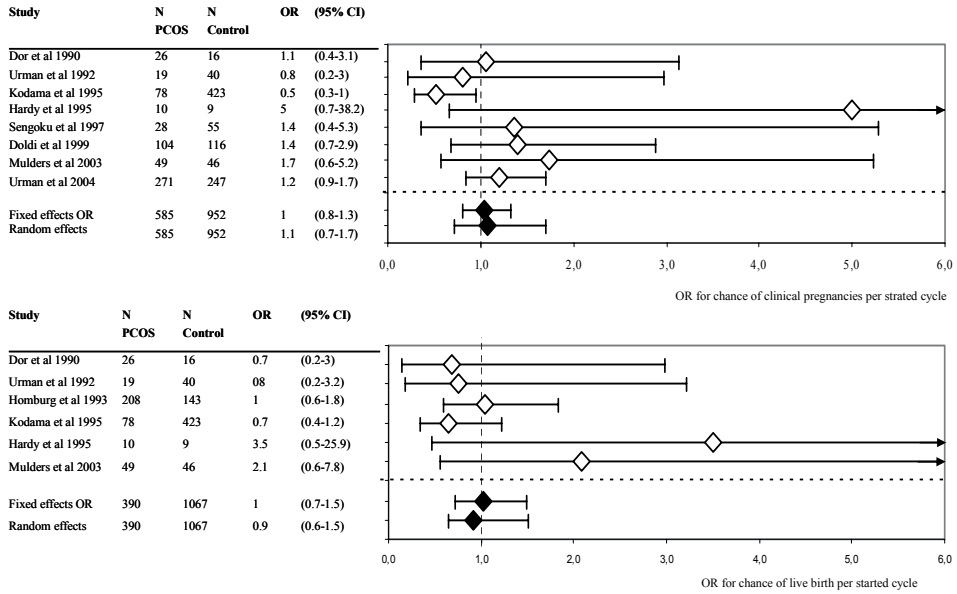 Study N N OR (95% CI)
PCOS Control
Dor et al 1990 26 16 1.1 (0.4-3.1)
Urman et al 1992 19 40 0.8 (0.2-3)
Kodama et al 1995 78 423 0.5 (0.3-1)
Hardy et al 1995 10 9 5 (0.7-38.2)
Sengoku et al 1997 28 55 1.4 (0.4-5.3)
Doldi et al 1999 104 116 1.4 (0.7-2.9)
Mulders et al 2003 49 46 1.7 (0.6-5.2)
Urman et al 2004 271 247 1.2 (0.9-1.7)
Fixed effects OR 585 952 1 (0.8-1.3)
Random effects 585 952 1.1 (0.7-1.7)
0,0 1,0 2,0 3,0 4,0 5,0 6,0
OR for chance of clinical pregnancies per strated cycle
Study N N OR (95% CI)
PCOS Control
Dor et al 1990 26 16 0.7 (0.2-3)
Urman et al 1992 19 40 08 (0.2-3.2)
Homburg et al 1993 208 143 1 (0.6-1.8)
Kodama et al 1995 78 423 0.7 (0.4-1.2)
Hardy et al 1995 10 9 3.5 (0.5-25.9)
Mulders et al 2003 49 46 2.1 (0.6-7.8)
Fixed effects OR 390 1067 1 (0.7-1.5)
Random effects 390 1067 0.9 (0.6-1.5)
0,0 1,0 2,0 3,0 4,0 5,0 6,0
OR for chance of live birth per started cycle